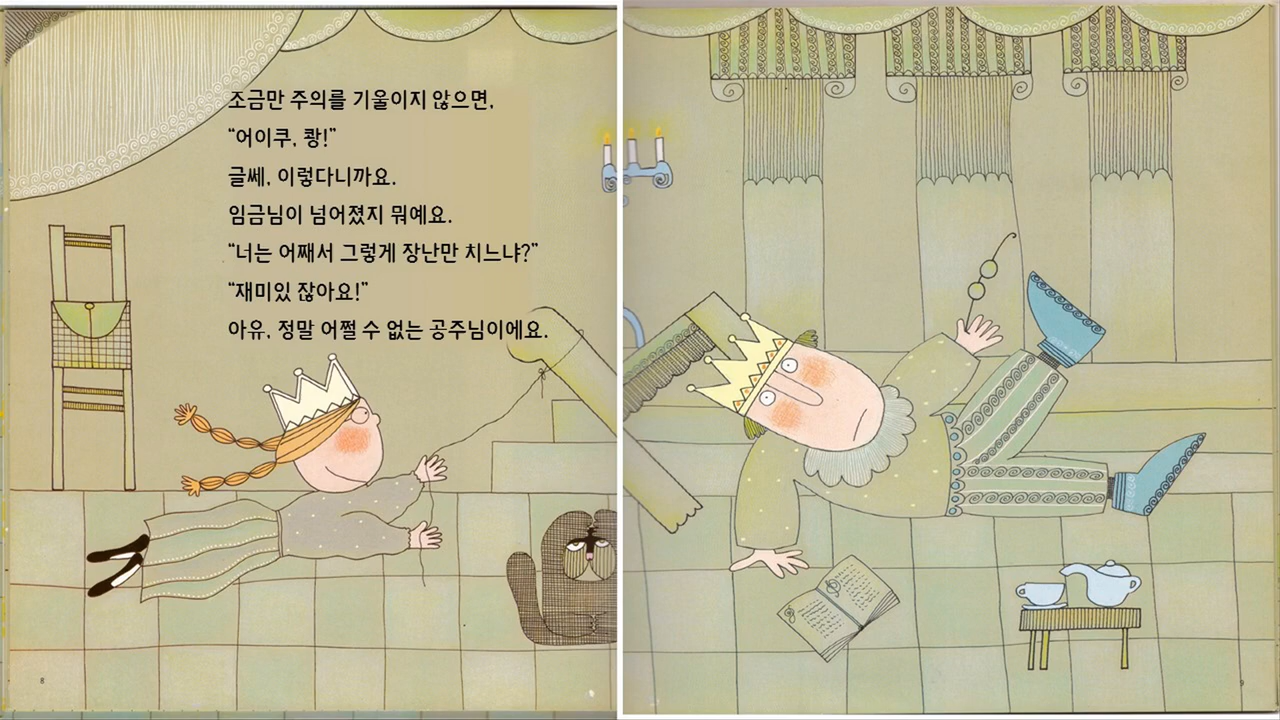 조금만 주의를 기울이지 않으면,
“어이쿠, 쾅!”
글쎄, 이렇다니까요.
임금님이 넘어졌지 뭐예요.
“너는 어째서 그렇게 장난만 치느냐?”
“재미있 잖아요!”
아유, 정말 어쩔 수 없는 공주님이에요.
8
9